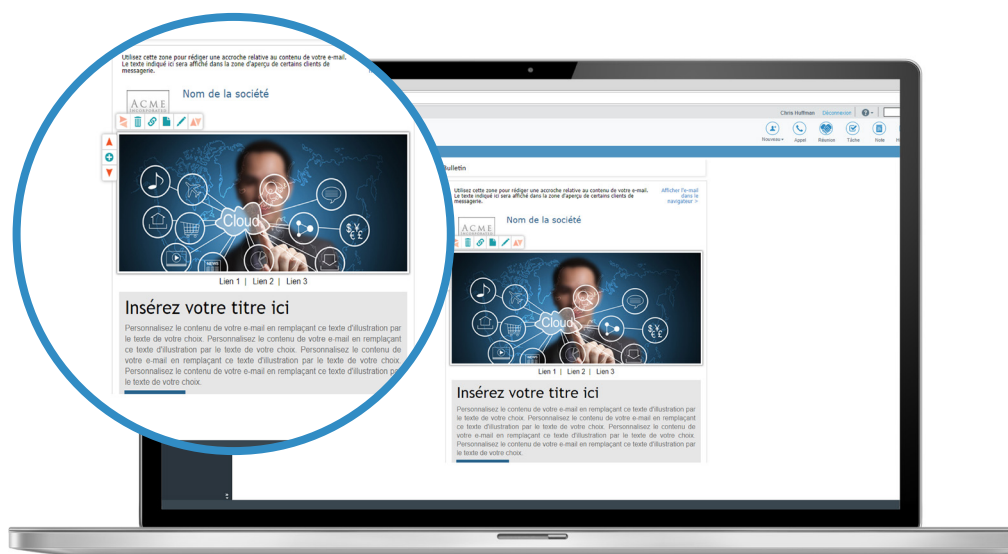 Utilisez cette zone pour rédiger une accroche relative au contenu de votre e-mail.
Le texte indiqué ici sera affiché dans la zone d'aperçu de certains clients de
messagerie.
ACME
Nom de la société
Cloud
NEWS
$,¥,
€,£
Lien 1 | Lien 2 | Lien 3
Insérez votre titre ici
Personnalisez le contenu de votre e-mail en remplaçant ce texte d'illustration par
le texte de votre choix. Personnalisez le contenu de votre e-mail en remplaçant
ce texte d'illustration par le texte de votre choix. Personnalisez le contenu de
votre e-mail en remplaçant ce texte d'illustration par le texte de votre choix.
Personnalisez le contenu de votre e-mail en remplaçant ce texte d'illustration par
le texte de votre choix.
Chris Huffman Déconnexion
Nouveau Appel Réunion Tâche Note
Bulletin
Utilisez cette zone pour rédiger une accroche relative au contenu de votre e-mail.
Le texte indiqué ici sera affiché dans la zone d'aperçu de certains clients de
messagerie.
Afficher l'e-mail
dans le
navigateur >
ACME
Nom de la société
Cloud
$,¥,
€,£
Lien 1 | Lien 2 | Lien 3
Insérez votre titre ici
Personnalisez le contenu de votre e-mail en remplaçant ce texte d'illustration par
le texte de votre choix. Personnalisez le contenu de votre e-mail en remplaçant
ce texte d'illustration par le texte de votre choix. Personnalisez le contenu de
votre e-mail en remplaçant ce texte d'illustration par le texte de votre choix.
Personnalisez le contenu de votre e-mail en remplaçant ce texte d'illustration par
le texte de votre choix.